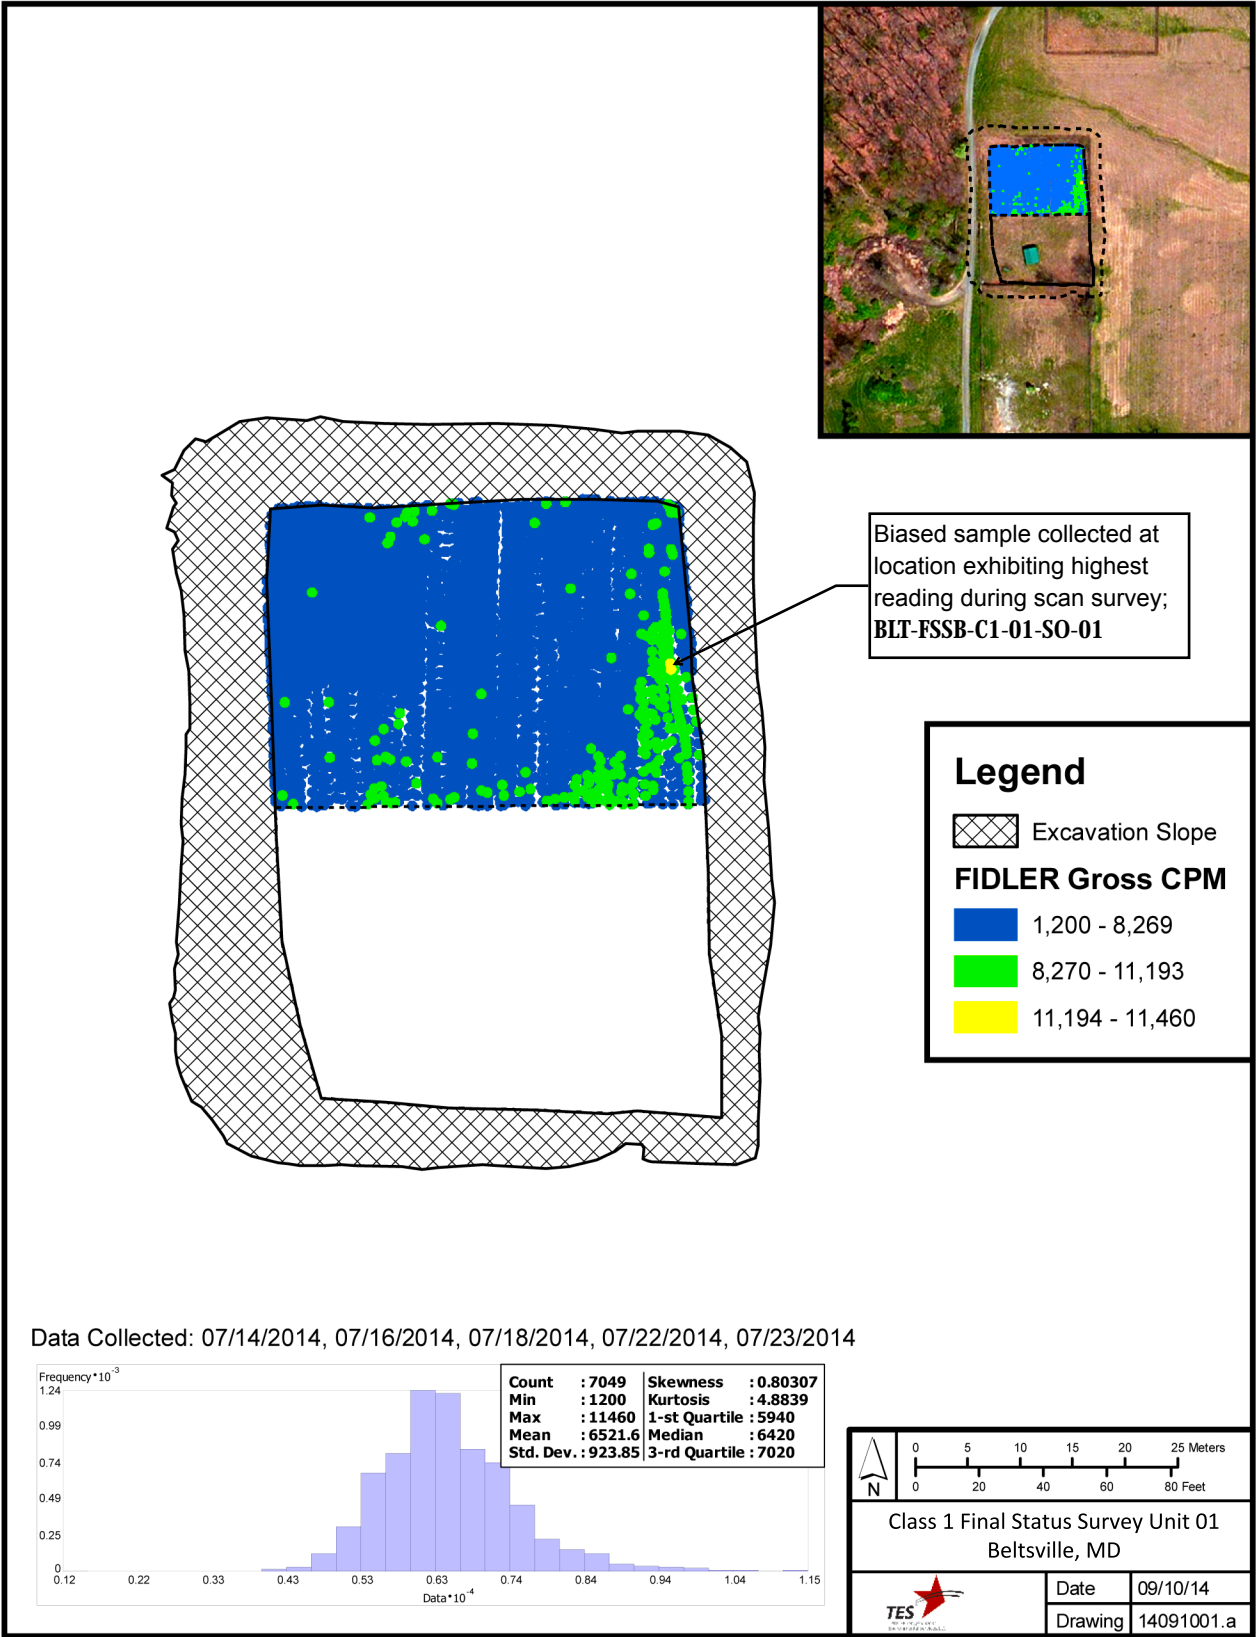 Biased sample collected at
location exhibiting highest
reading during scan survey;
BLT-FSSB-C1-01-SO-01
Legend
Excavation Slope
FIDLER Gross CPM
1,200 - 8,269
8,270 - 11,193
11,194 - 11,460
Data Collected: 07/14/2014, 07/16/2014, 07/18/2014, 07/22/2014, 07/23/2014
Frequency*10^-3
1.24
0.99
0.74
0.49
0.25
0
0.12 0.22 0.33 0.43 0.53 0.63 0.74 0.84 0.94 1.04 1.15
Data*10^-4
Count : 7049 Skewness : 0.80307
Min : 1200 Kurtosis : 4.8839
Max : 11460 1-st Quartile : 5940
Mean : 6521.6 Median : 6420
Std. Dev. : 923.85 3-rd Quartile : 7020
N
0 5 10 15 20 25 Meters
0 20 40 60 80 Feet
Class 1 Final Status Survey Unit 01
Beltsville, MD
TES
Date 09/10/14
Drawing 14091001.a